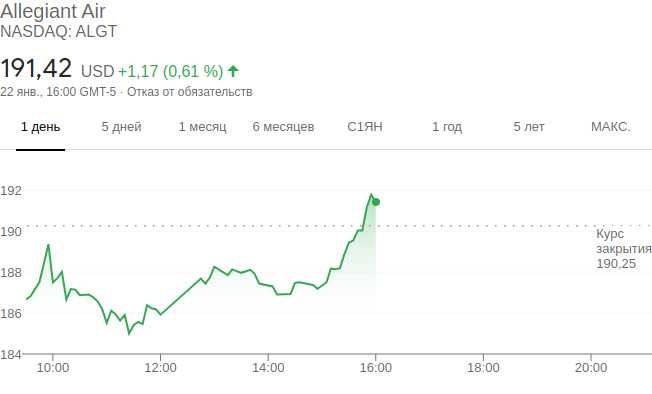 Allegiant Air
NASDAQ: ALGT
191,42 USD +1,17 (0,61 %)
22 янв., 16:00 GMT-5 · Отказ от обязательств
1 день 5 дней 1 месяц 6 месяцев С1ЯН 1 год 5 лет МАКС.
192
190
188
186
184
Курс
закрытия
190,25
10:00 12:00 14:00 16:00 18:00 20:00